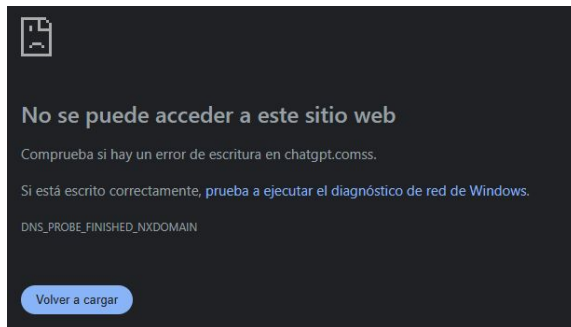 No se puede acceder a este sitio web
Comprueba si hay un error de escritura en chatgpt.comss.
Si está escrito correctamente, prueba a ejecutar el diagnóstico de red de Windows.
DNS_PROBE_FINISHED_NXDOMAIN
Volver a cargar